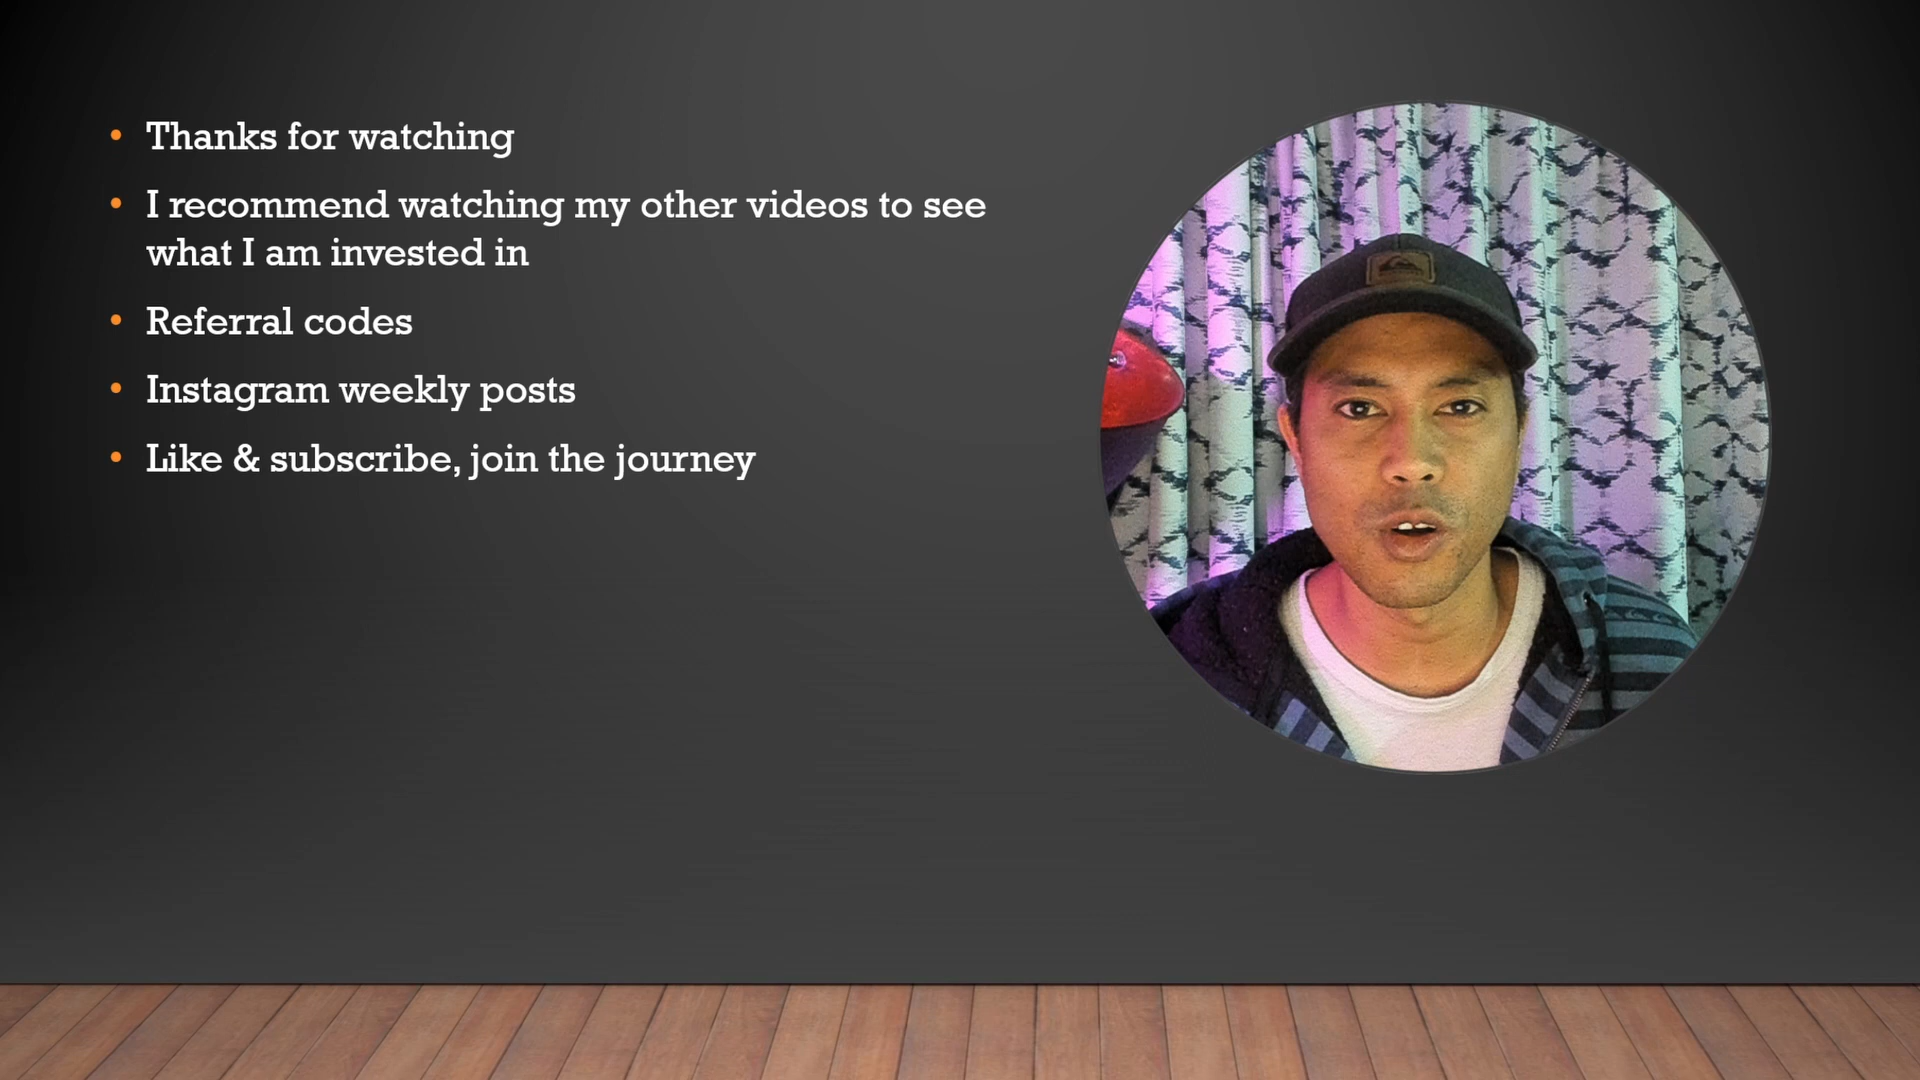 Thanks for watching
I recommend watching my other videos to see
what I am invested in
Referral codes
Instagram weekly posts
Like & subscribe, join the journey